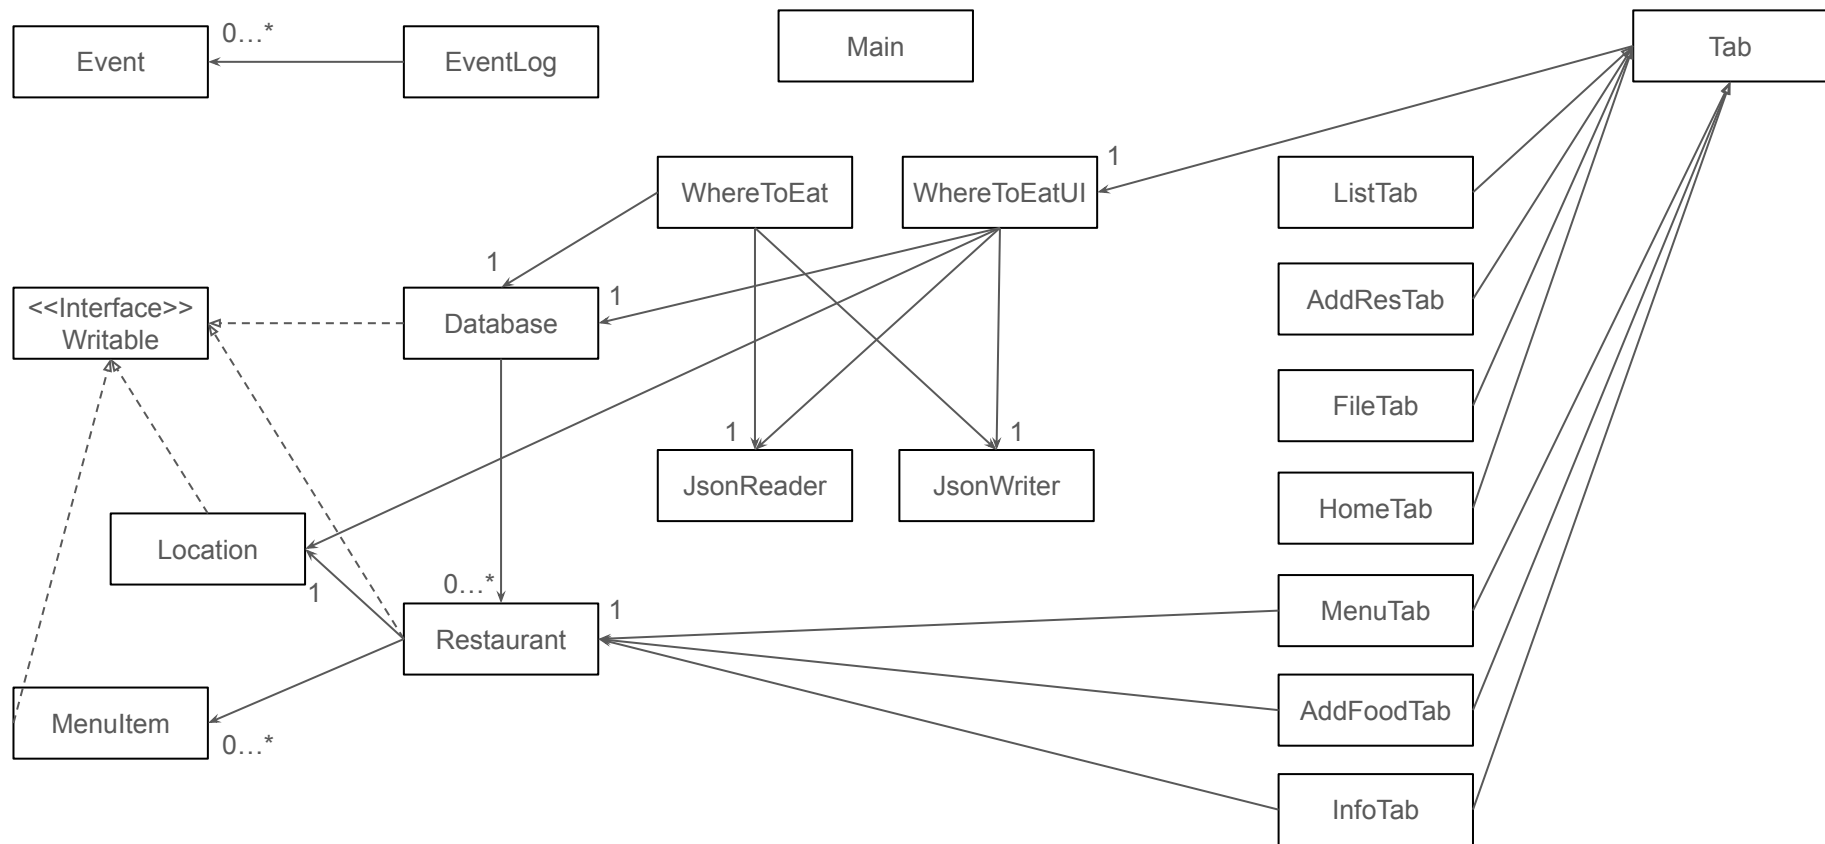 Event
0...*
EventLog
Main
Tab
WhereToEat
WhereToEatUI
1
ListTab
1
1
<<Interface>>
Writable
Database
AddResTab
FileTab
1
1
JsonReader
JsonWriter
HomeTab
Location
1
0...*
1
Restaurant
MenuTab
MenuItem
0...*
AddFoodTab
InfoTab